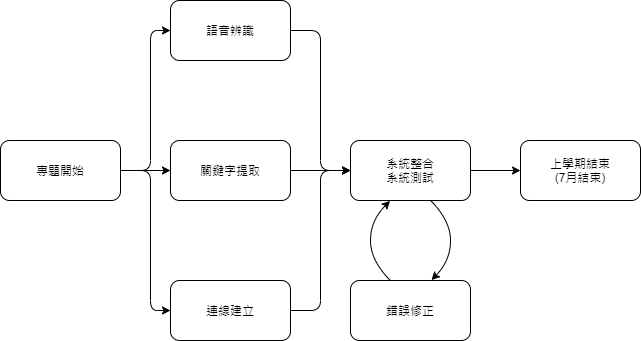 語音辨識
專題開始
關鍵字提取
系統整合
系統測試
上學期結束
(7月結束)
連線建立
錯誤修正